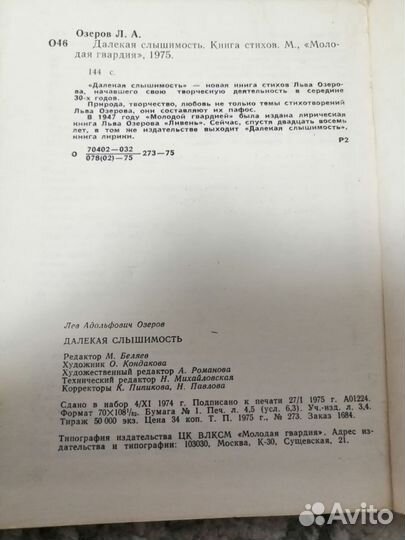 Озеров Л. А.
О46 Далекая слышимость. Книга стихов. М., «Моло-
дая гвардия», 1975.
144 с.
«Далекая слышимость» — новая книга стихов Льва Озеро-
ва, начавшего свою творческую деятельность в середине
30-х годов.
Природа, творчество, любовь не только темы стихотворений
Льва Озерова, они составляют их пафос.
В 1947 году «Молодой гвардией» была издана лирическая
книга Льва Озерова «Ливень». Сейчас, спустя двадцать восемь
лет, в том же издательстве выходит «Далекая слышимость»,
книга лирики.
Р2
О 70402—032
078(02)—75 —273—75
Лев Адольфович Озеров
ДАЛЕКАЯ СЛЫШИМОСТЬ
Редактор М. Беляев
Художник О. Кондакова
Художественный редактор А. Романова
Технический редактор Н. Михайловская
Корректоры К. Пипикова, Н. Павлова
Сдано в набор 4/XI 1974 г. Подписано к печати 27/I 1975 г. А01224.
Формат 70×108¹/₃₂. Бумага № 1. Печ. л. 4,5 (усл. 6,3). Уч.-изд. л. 3,4.
Тираж 50 000 экз. Цена 34 коп. Т. П. 1975 г., № 273. Заказ 1684.
Типография издательства ЦК ВЛКСМ «Молодая гвардия». Адрес из-
дательства и типографии: 103030, Москва, К-30, Сущевская, 21.
Avito